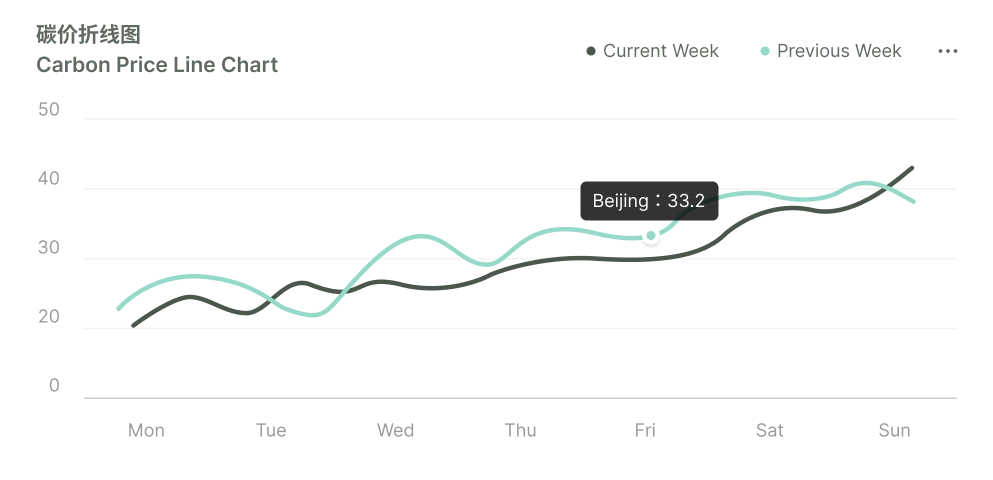 碳价折线图
Carbon Price Line Chart
Current Week
Previous Week
50
40
Beijing：33.2
30
20
0
Mon Tue Wed Thu Fri Sat Sun